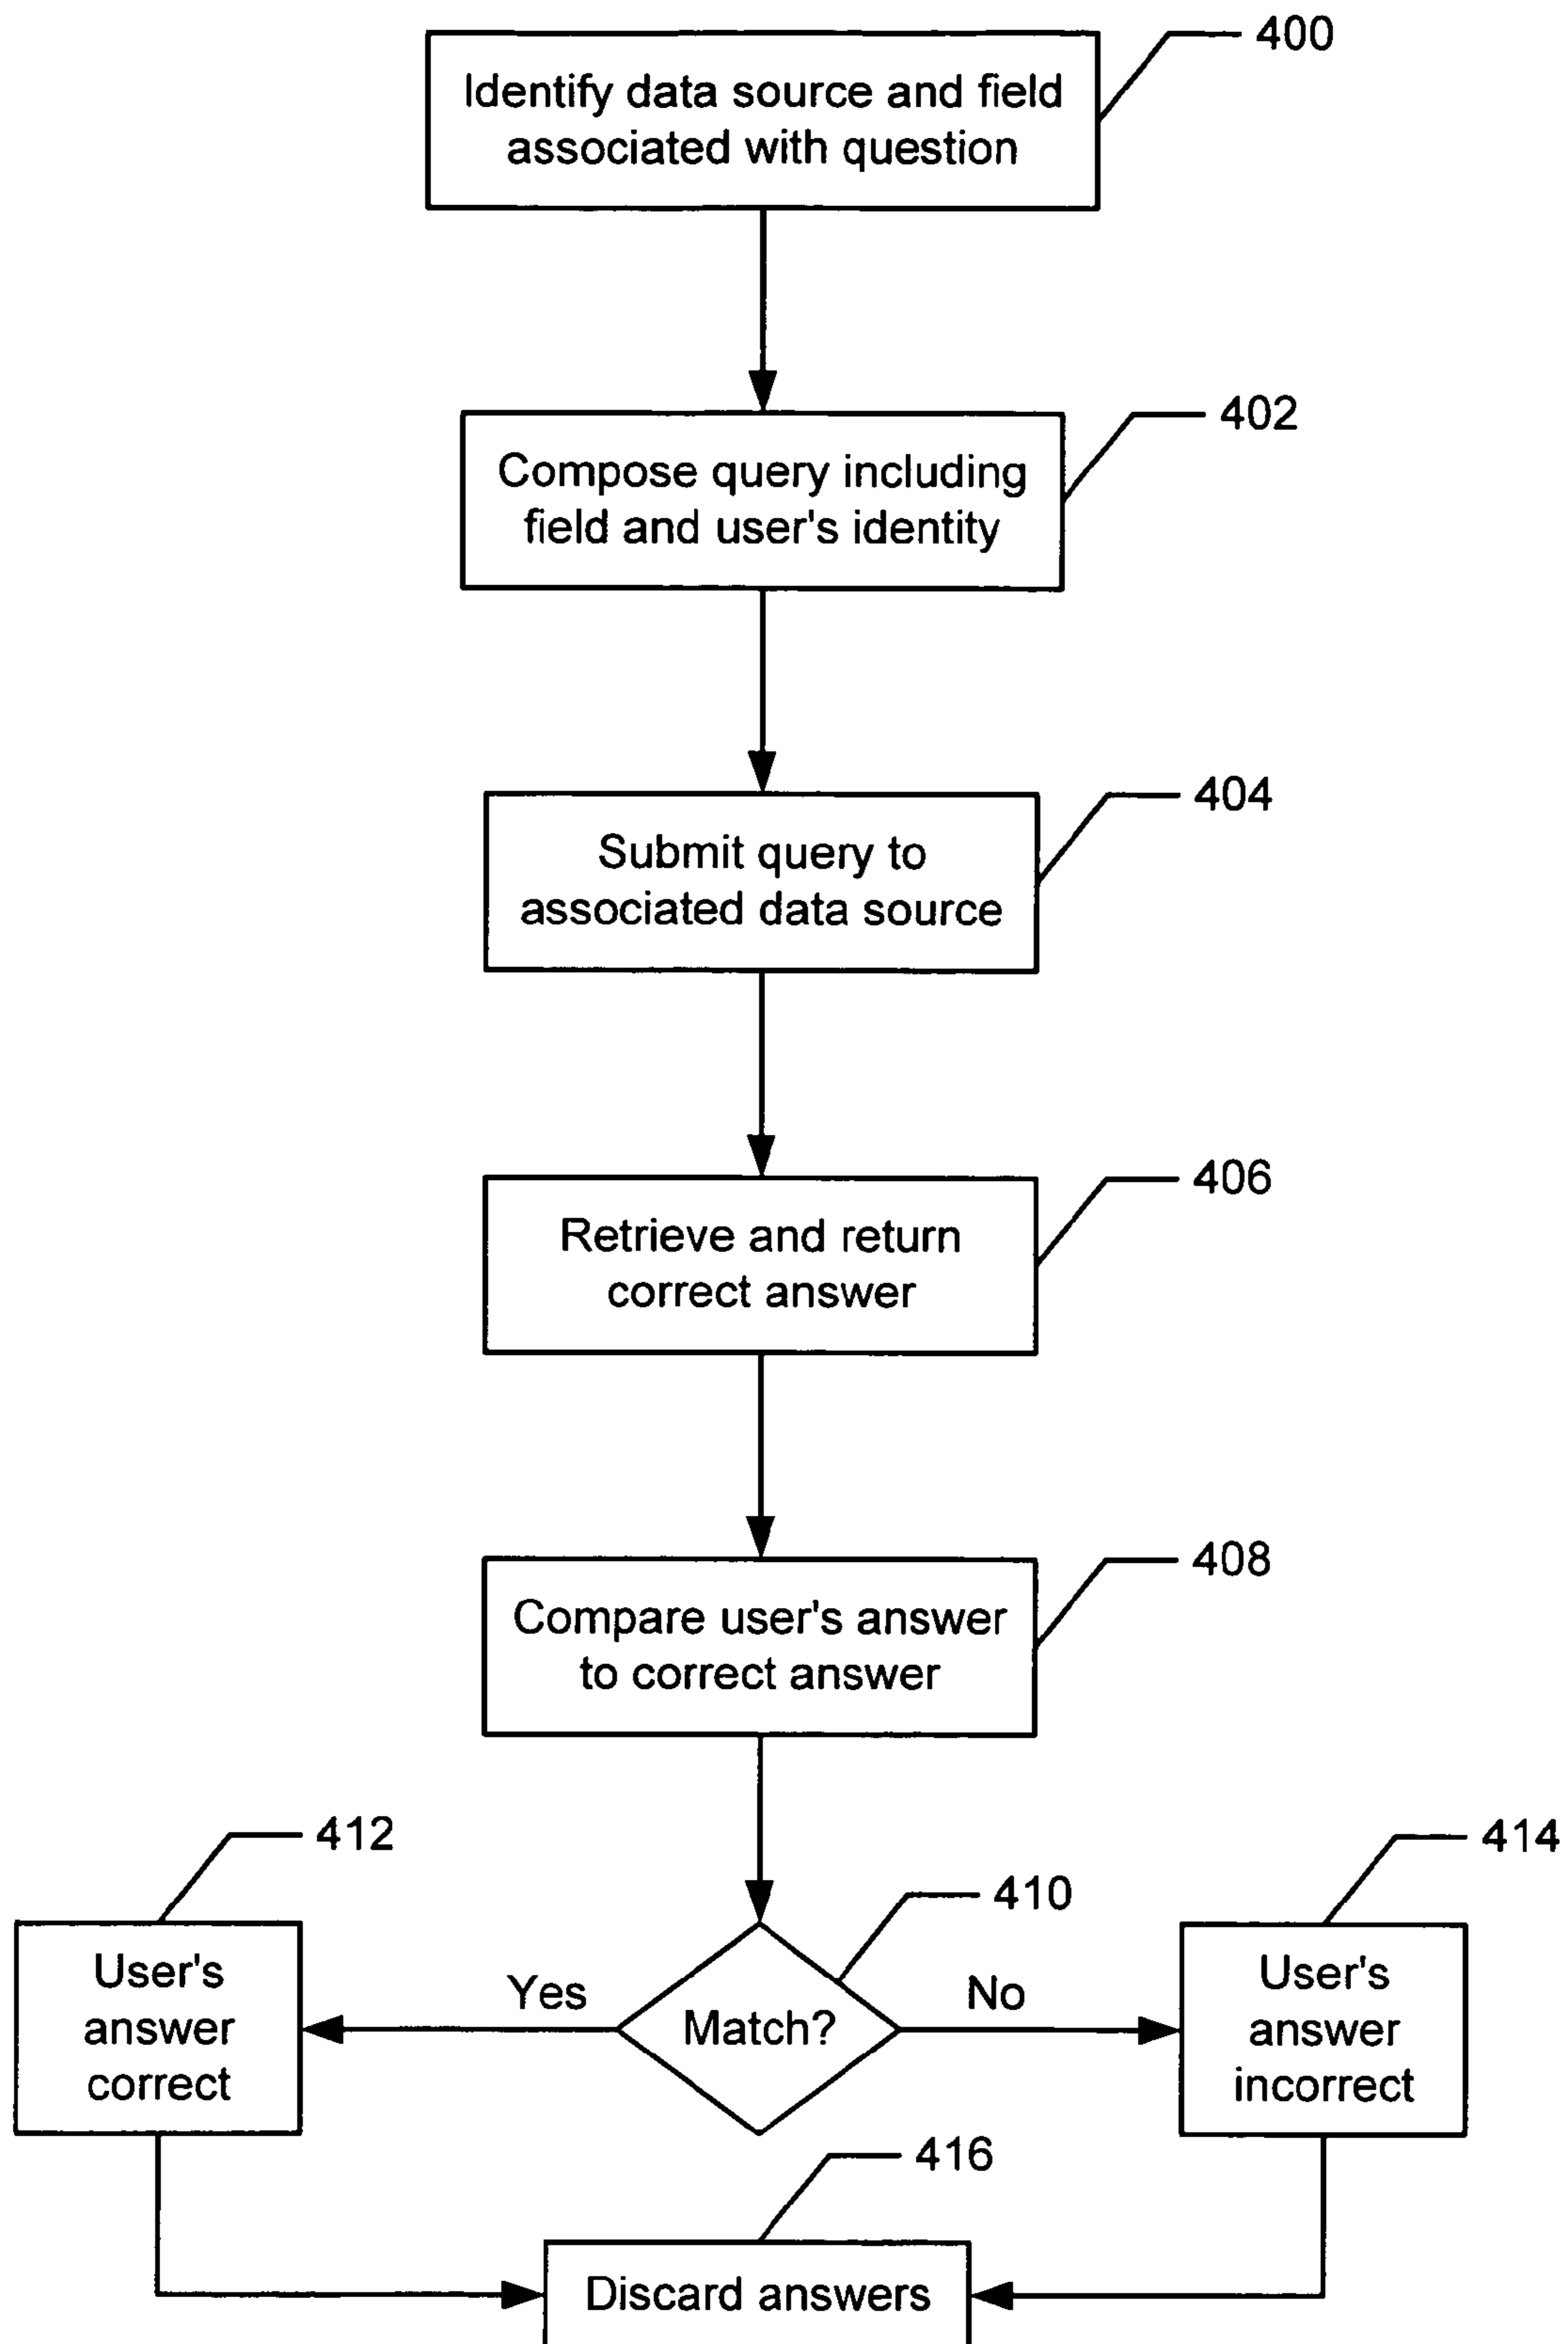 400
Identify data source and field
associated with question
402
Compose query including
field and user's identity
404
Submit query to
associated data source
406
Retrieve and return
correct answer
408
Compare user's answer
to correct answer
412
414
410
User's
answer
correct
Yes
Match?
No
User's
answer
incorrect
416
Discard answers